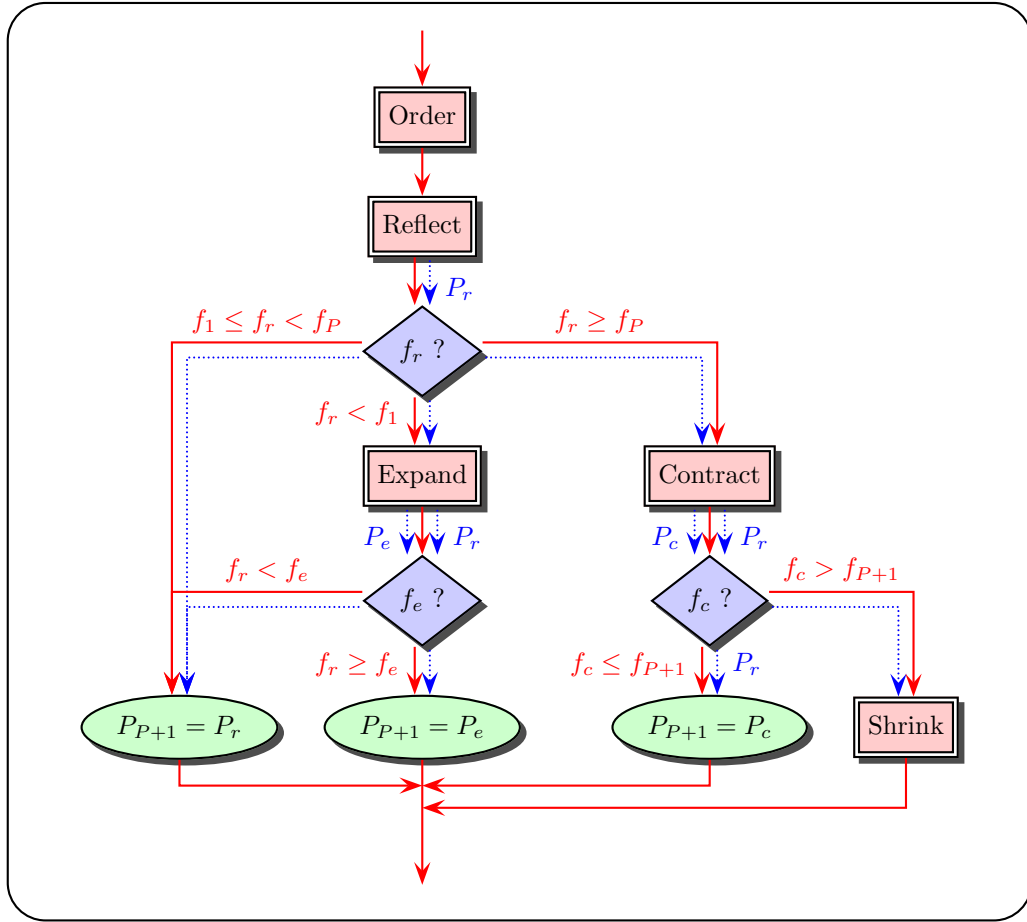 Order
Reflect
P_r
f_1 ≤ f_r < f_P
f_r ≥ f_P
f_r ?
f_r < f_1
Expand
Contract
P_e
P_r
P_c
P_r
f_r < f_e
f_c > f_{P+1}
f_e ?
f_c ?
f_r ≥ f_e
f_c ≤ f_{P+1}
P_r
P_{P+1} = P_r
P_{P+1} = P_e
P_{P+1} = P_c
Shrink